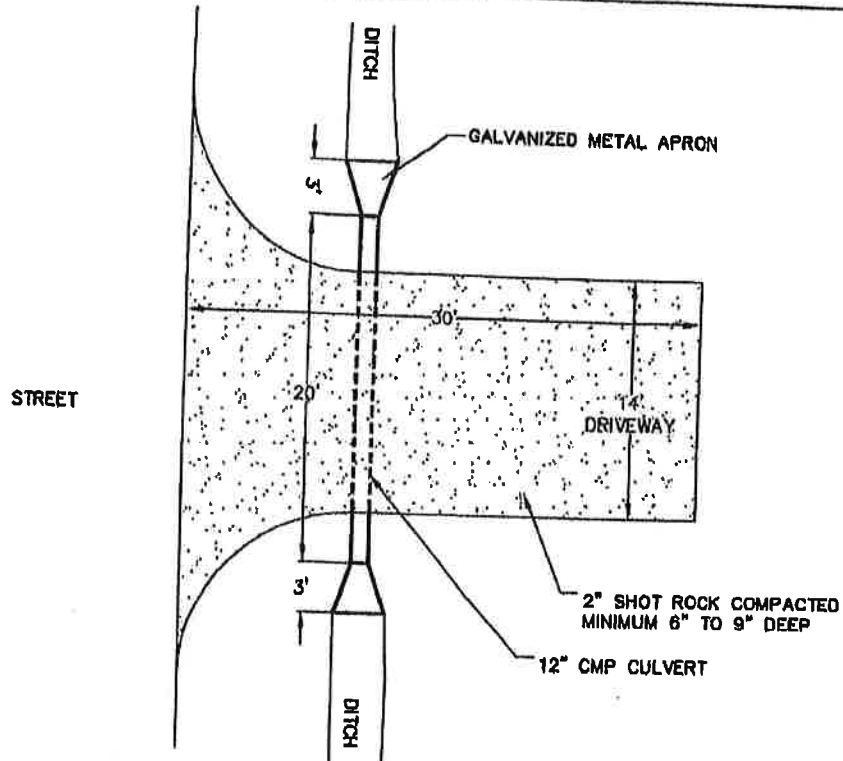 DITCH
GALVANIZED METAL APRON
3'
30'
STREET
20'
14'
DRIVEWAY
3'
2" SHOT ROCK COMPACTED
MINIMUM 6" TO 9" DEEP
12" CMP CULVERT
DITCH